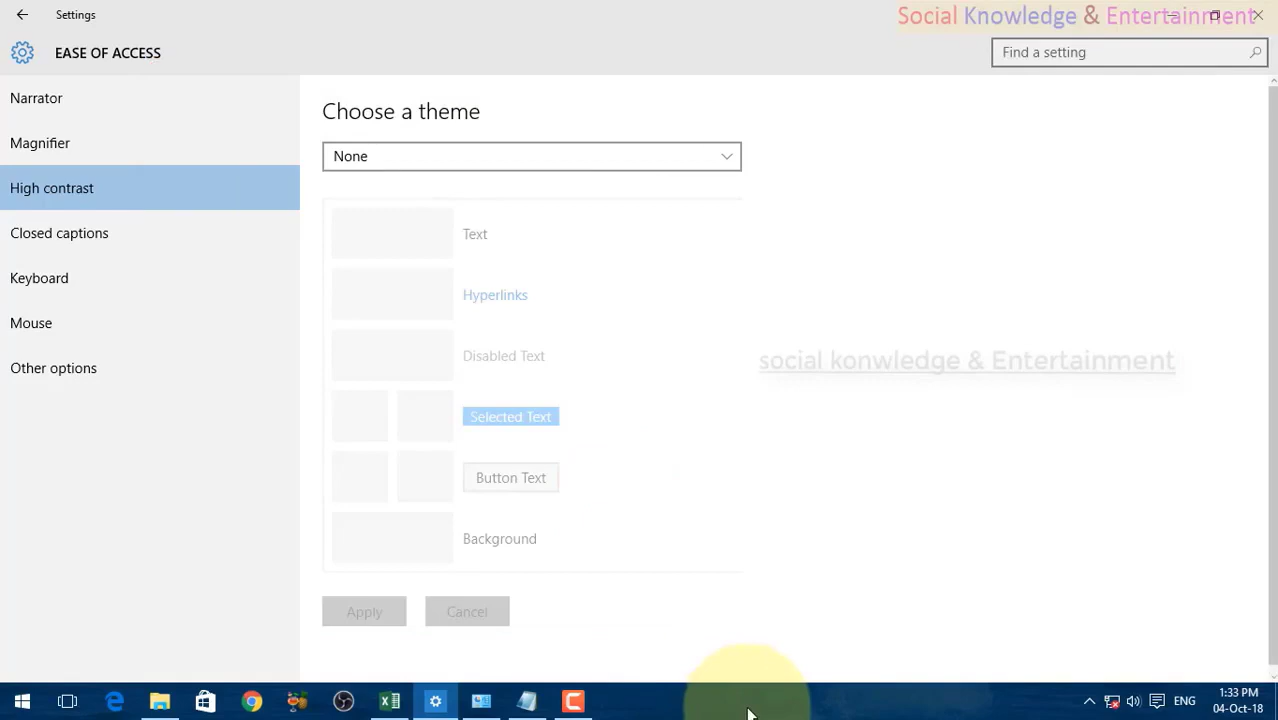 Settings
Social Knowledge & Entertainment
EASE OF ACCESS
Find a setting
Narrator
Magnifier
High contrast
Closed captions
Keyboard
Mouse
Other options
Choose a theme
None
Text
Hyperlinks
Disabled Text
Selected Text
Button Text
Background
Apply
Cancel
social konwledge & Entertainment
ENG
1:33 PM
04-Oct-18